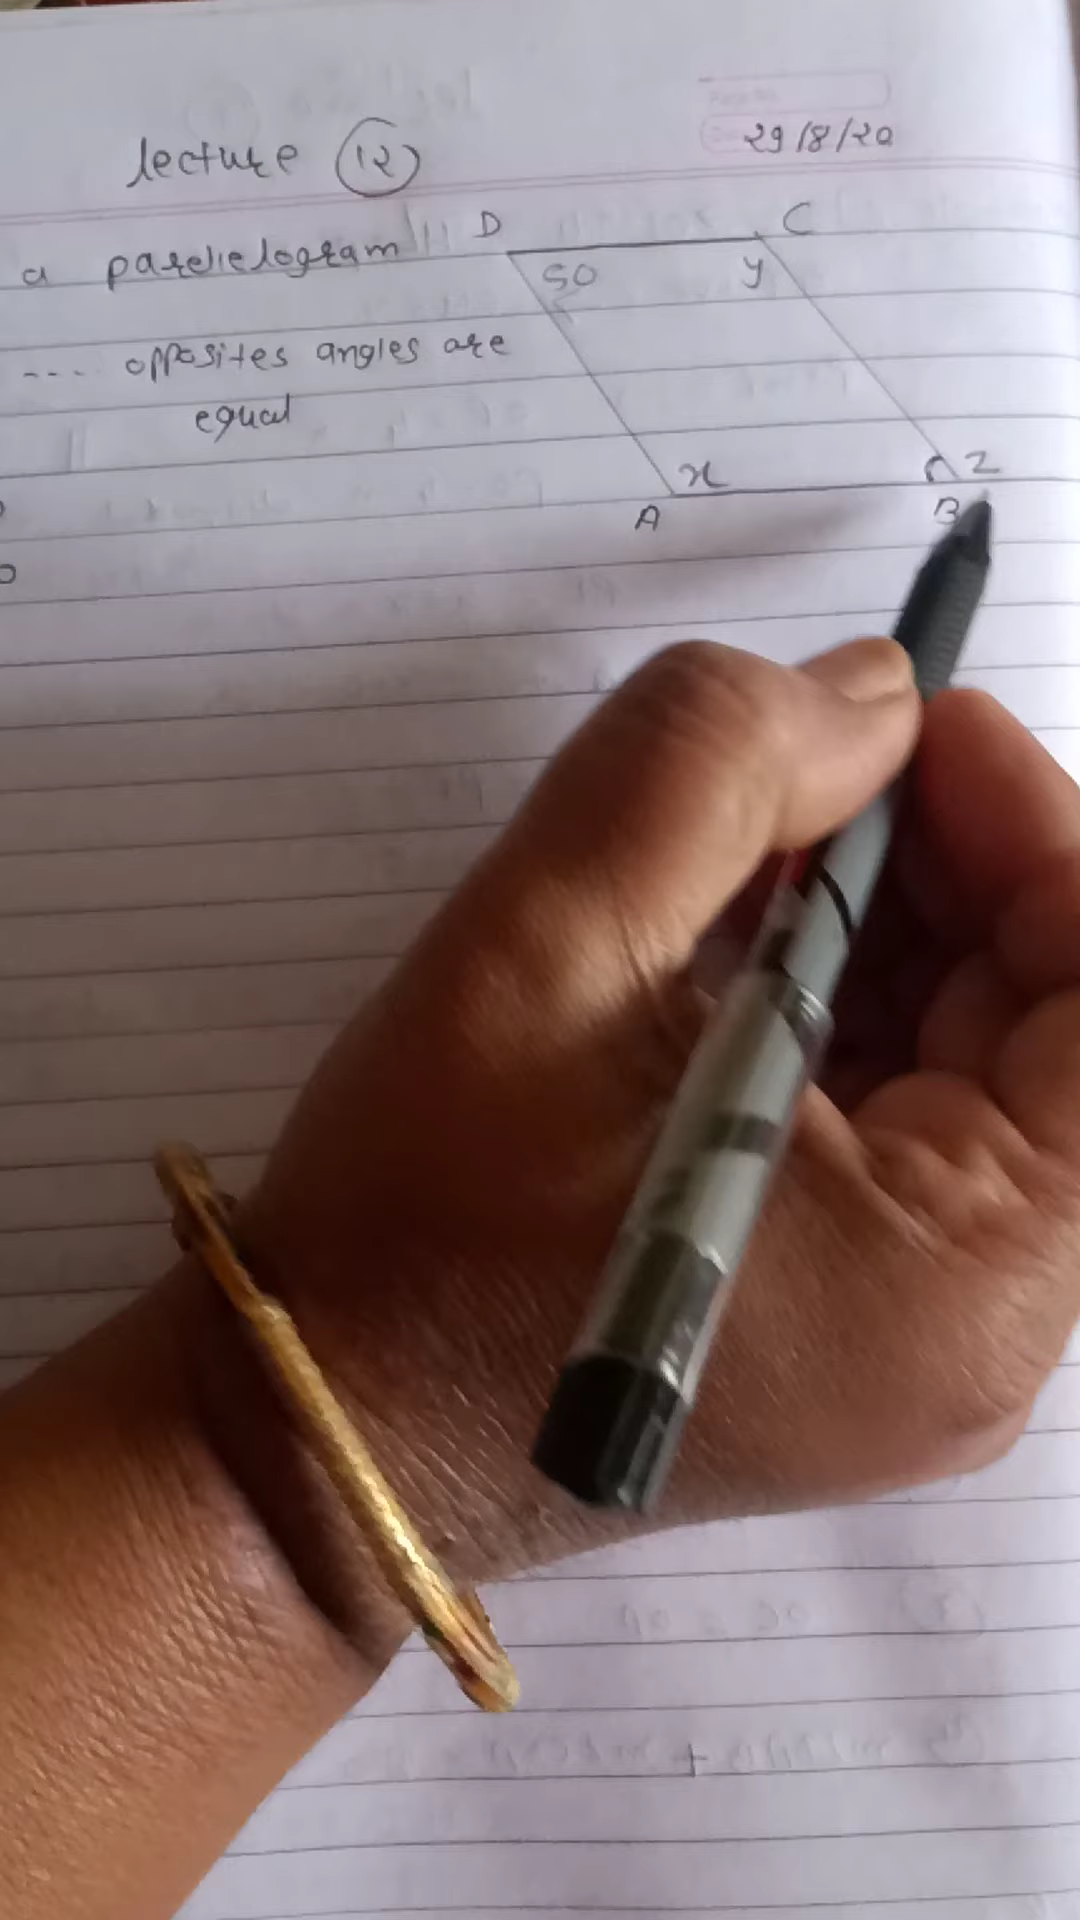 lecture 12
29/8/20
a parallelogram
D C
50 y
.... opposites angles are
equal
x z
A B